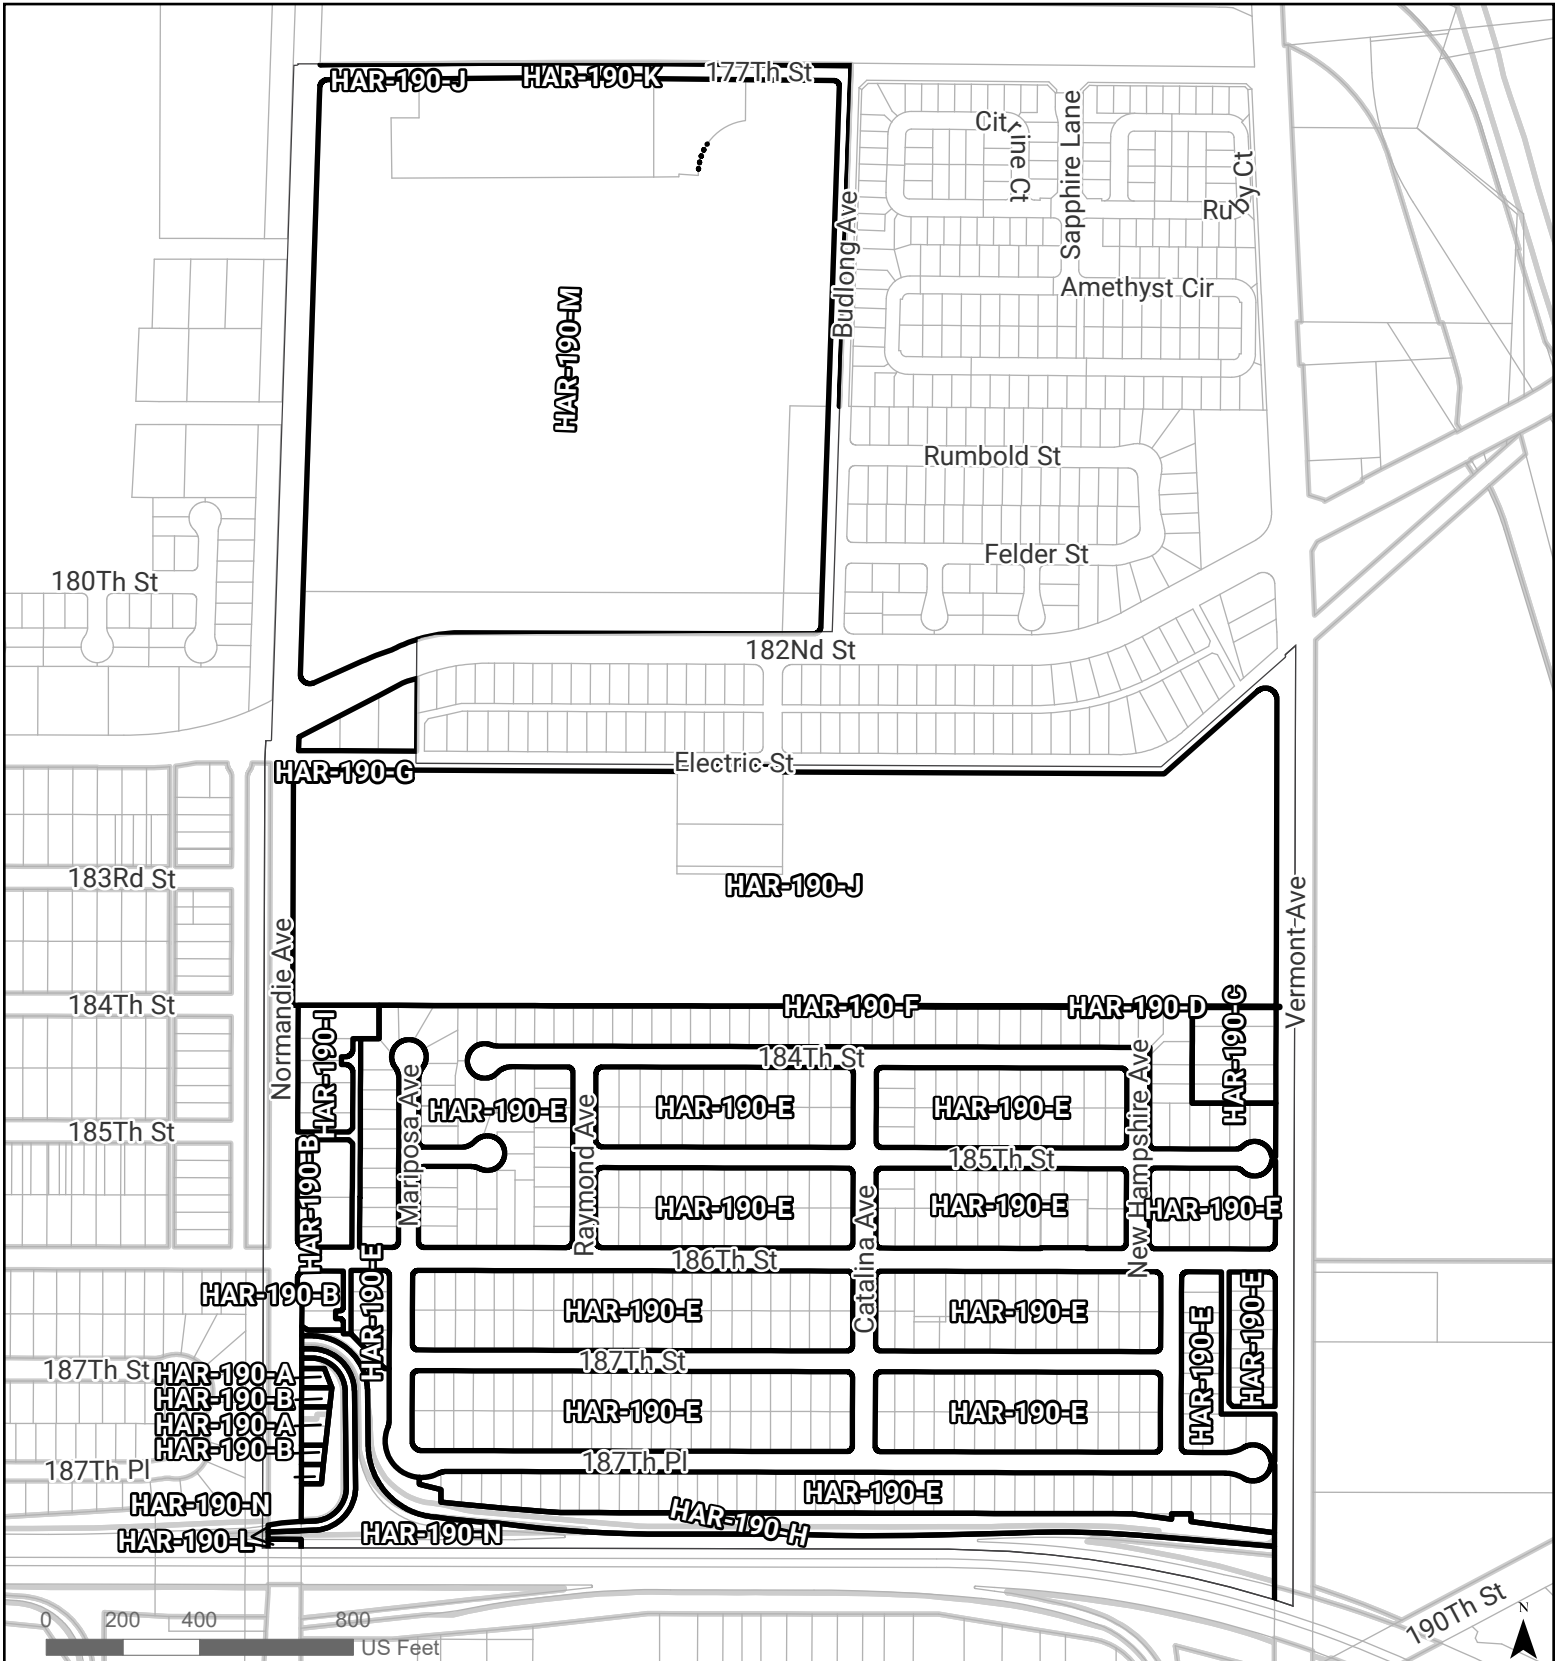 HAR-190-J
HAR-190-K
177Th St
Citrine Ct
Sapphire Lane
Ruby Ct
Budlong Ave
Amethyst Cir
HAR-190-M
Rumbold St
Felder St
180Th St
182Nd St
Electric St
HAR-190-G
183Rd St
HAR-190-J
Normandie Ave
Vermont Ave
184Th St
HAR-190-F
HAR-190-D
HAR-190-C
HAR-190-I
184Th St
Mariposa Ave
HAR-190-E
Raymond Ave
HAR-190-E
HAR-190-E
New Hampshire Ave
185Th St
HAR-190-B
185Th St
HAR-190-E
Catalina Ave
HAR-190-E
HAR-190-E
186Th St
HAR-190-B
HAR-190-E
HAR-190-E
HAR-190-E
HAR-190-E
HAR-190-E
187Th St
HAR-190-A
187Th St
HAR-190-B
HAR-190-A
HAR-190-E
HAR-190-E
HAR-190-B
187Th Pl
187Th Pl
HAR-190-E
HAR-190-N
HAR-190-H
HAR-190-L
HAR-190-N
190Th St
N
0 200 400 800
US Feet